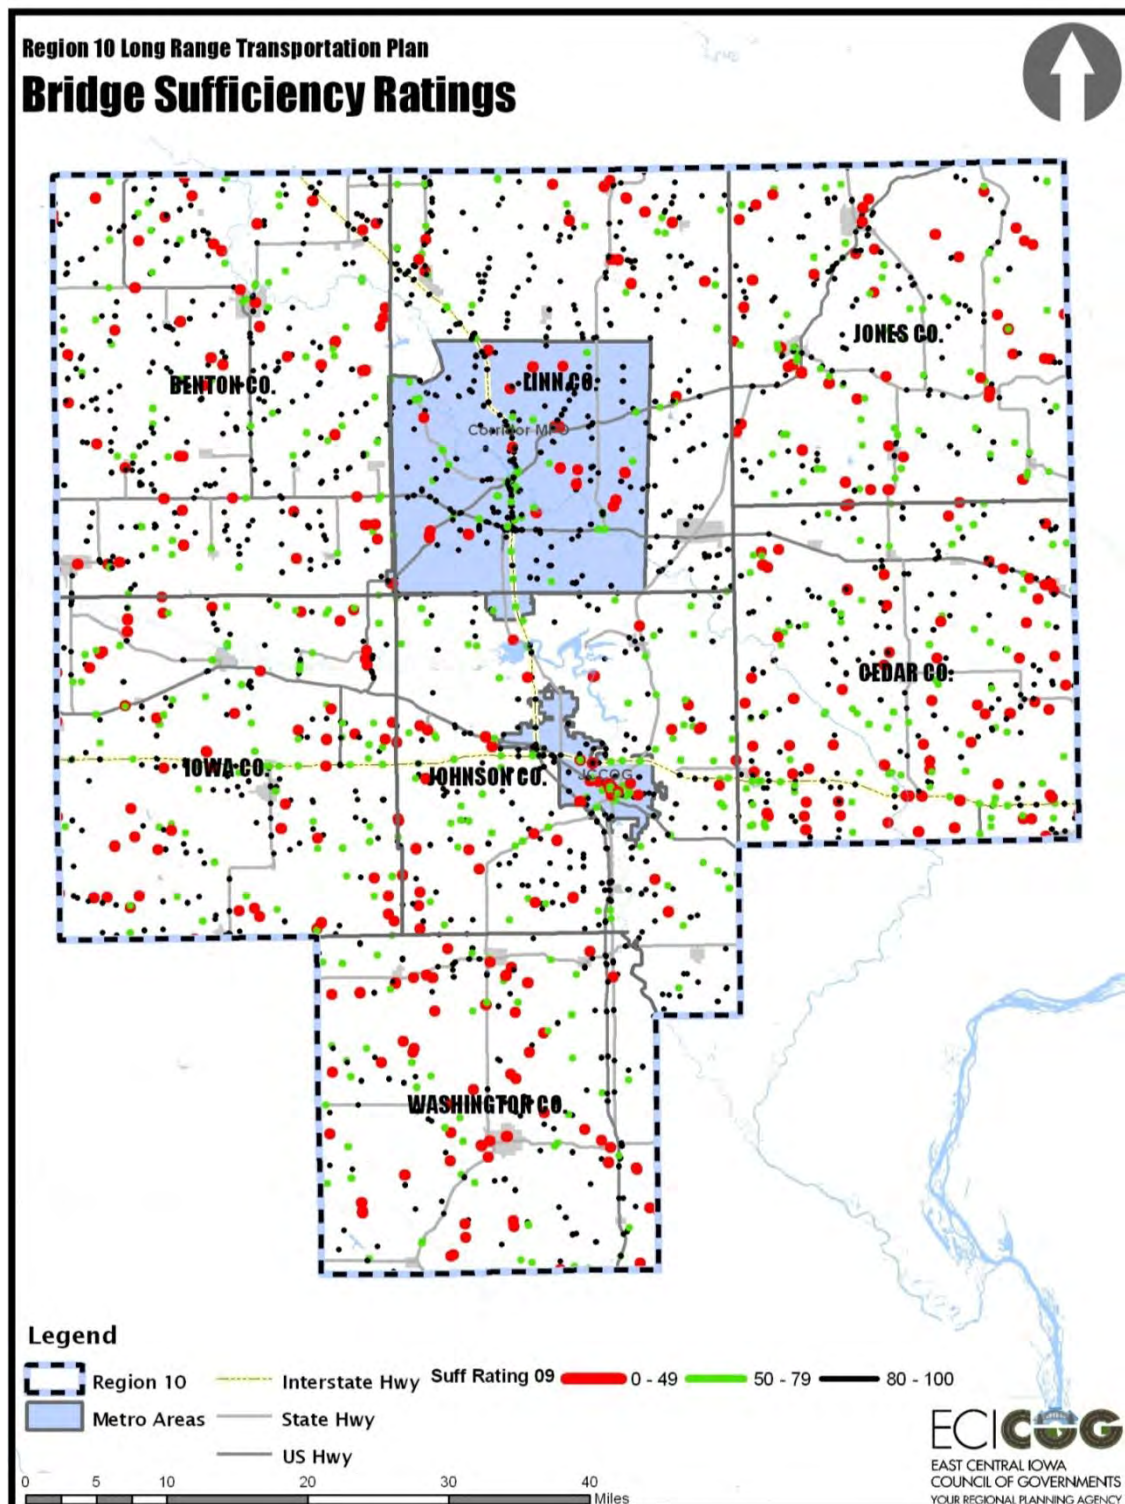 Region 10 Long Range Transportation Plan
Bridge Sufficiency Ratings
JONES CO.
BENTON CO.
LINN CO.
Corridor MPO
CEDAR CO.
IOWA CO.
JOHNSON CO.
JCCOG
WASHINGTON CO.
Legend
Region 10
Interstate Hwy
Suff Rating 09
0 - 49
50 - 79
80 - 100
Metro Areas
State Hwy
US Hwy
ECICOG
EAST CENTRAL IOWA
COUNCIL OF GOVERNMENTS
YOUR REGIONAL PLANNING AGENCY
0 5 10 20 30 40
Miles